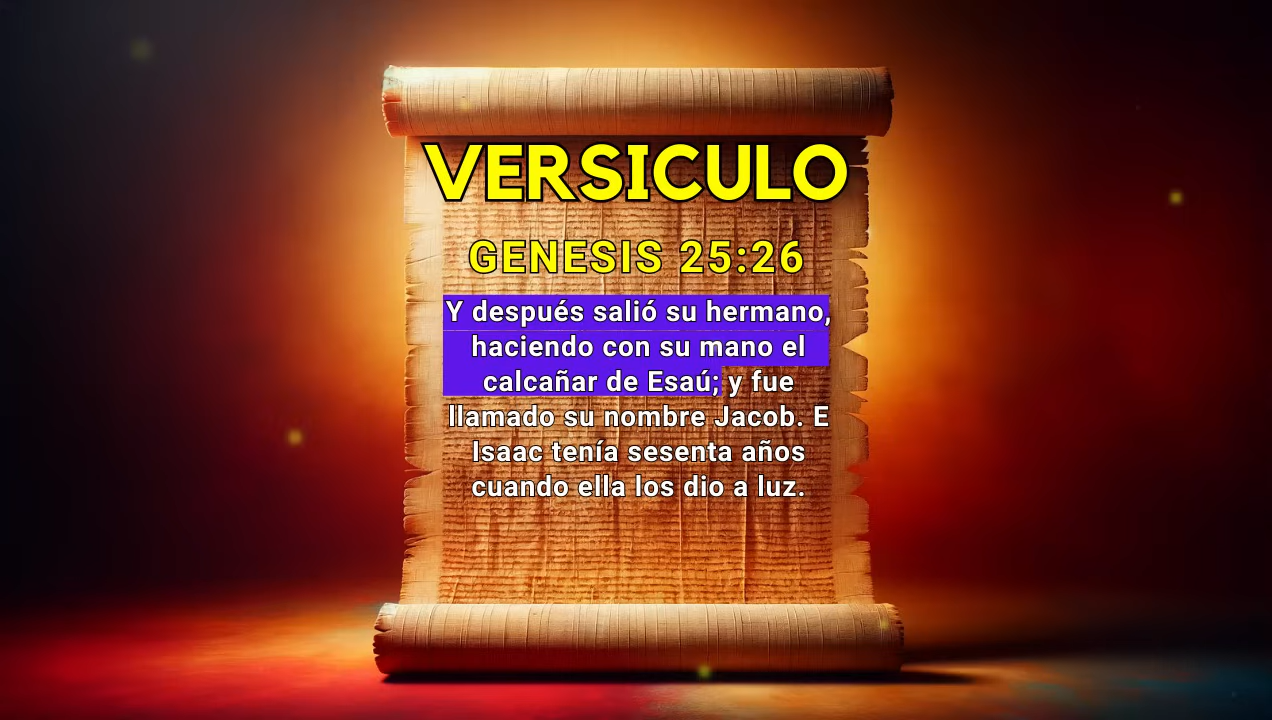 VERSICULO
GENESIS 25:26
Y después salió su hermano,
haciendo con su mano el
calcañar de Esaú; y fue
llamado su nombre Jacob. E
Isaac tenía sesenta años
cuando ella los dio a luz.